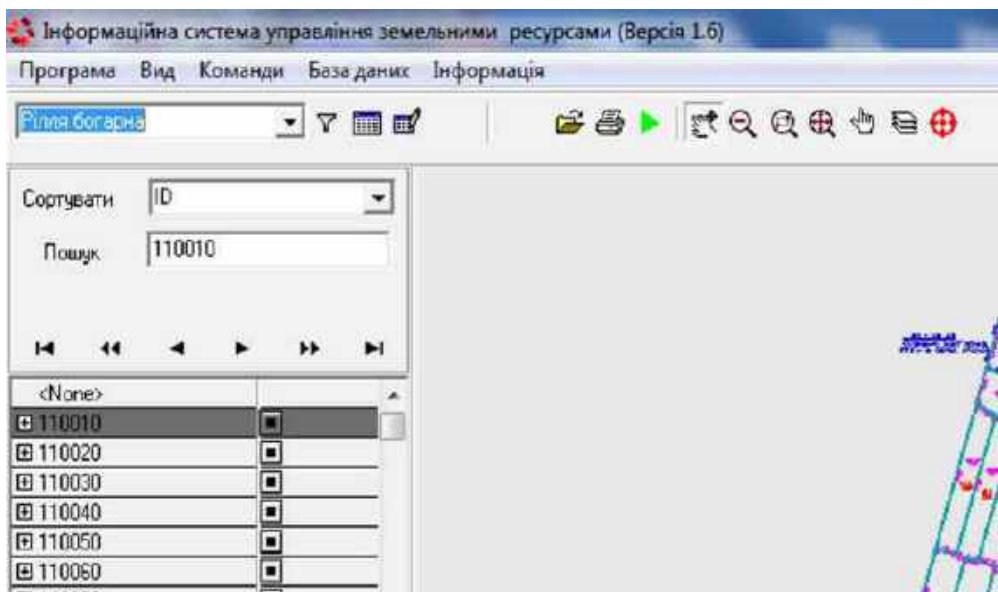 Інформаційна система управління земельними ресурсами (Версія 1.6)
Програма Вид Команди База даних Інформація
Рілля богарна
Сортувати ID
Пошук 110010
<None>
110010
110020
110030
110040
110050
110060